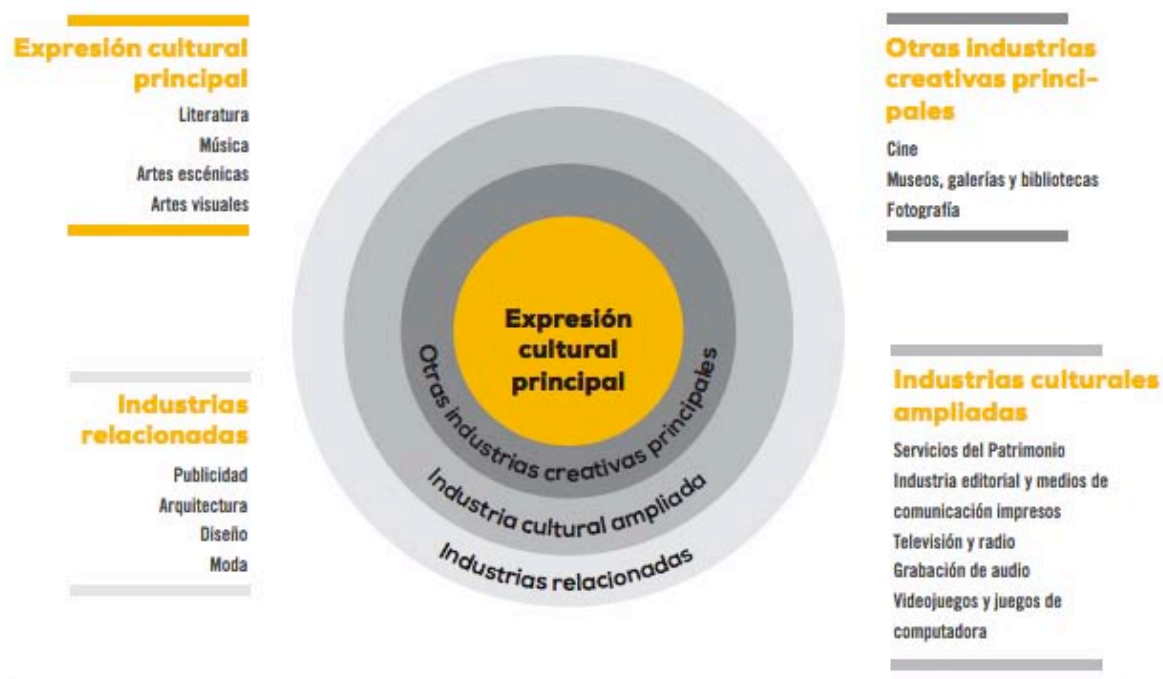 Expresión cultural
principal
Literatura
Música
Artes escénicas
Artes visuales
Otras industrias
creativas princi-
pales
Cine
Museos, galerías y bibliotecas
Fotografía
Expresión
cultural
principal
Otras industrias creativas principales
Industria cultural ampliada
Industrias relacionadas
Industrias
relacionadas
Publicidad
Arquitectura
Diseño
Moda
Industrias culturales
ampliadas
Servicios del Patrimonio
Industria editorial y medios de
comunicación impresos
Televisión y radio
Grabación de audio
Videojuegos y juegos de
computadora